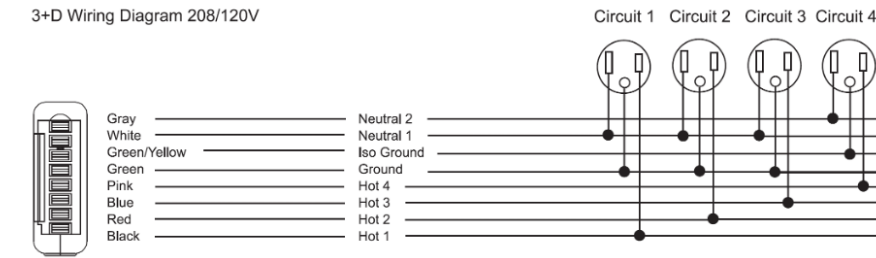 3+D Wiring Diagram 208/120V
Circuit 1 Circuit 2 Circuit 3 Circuit 4
Gray Neutral 2
White Neutral 1
Green/Yellow Iso Ground
Green Ground
Pink Hot 4
Blue Hot 3
Red Hot 2
Black Hot 1